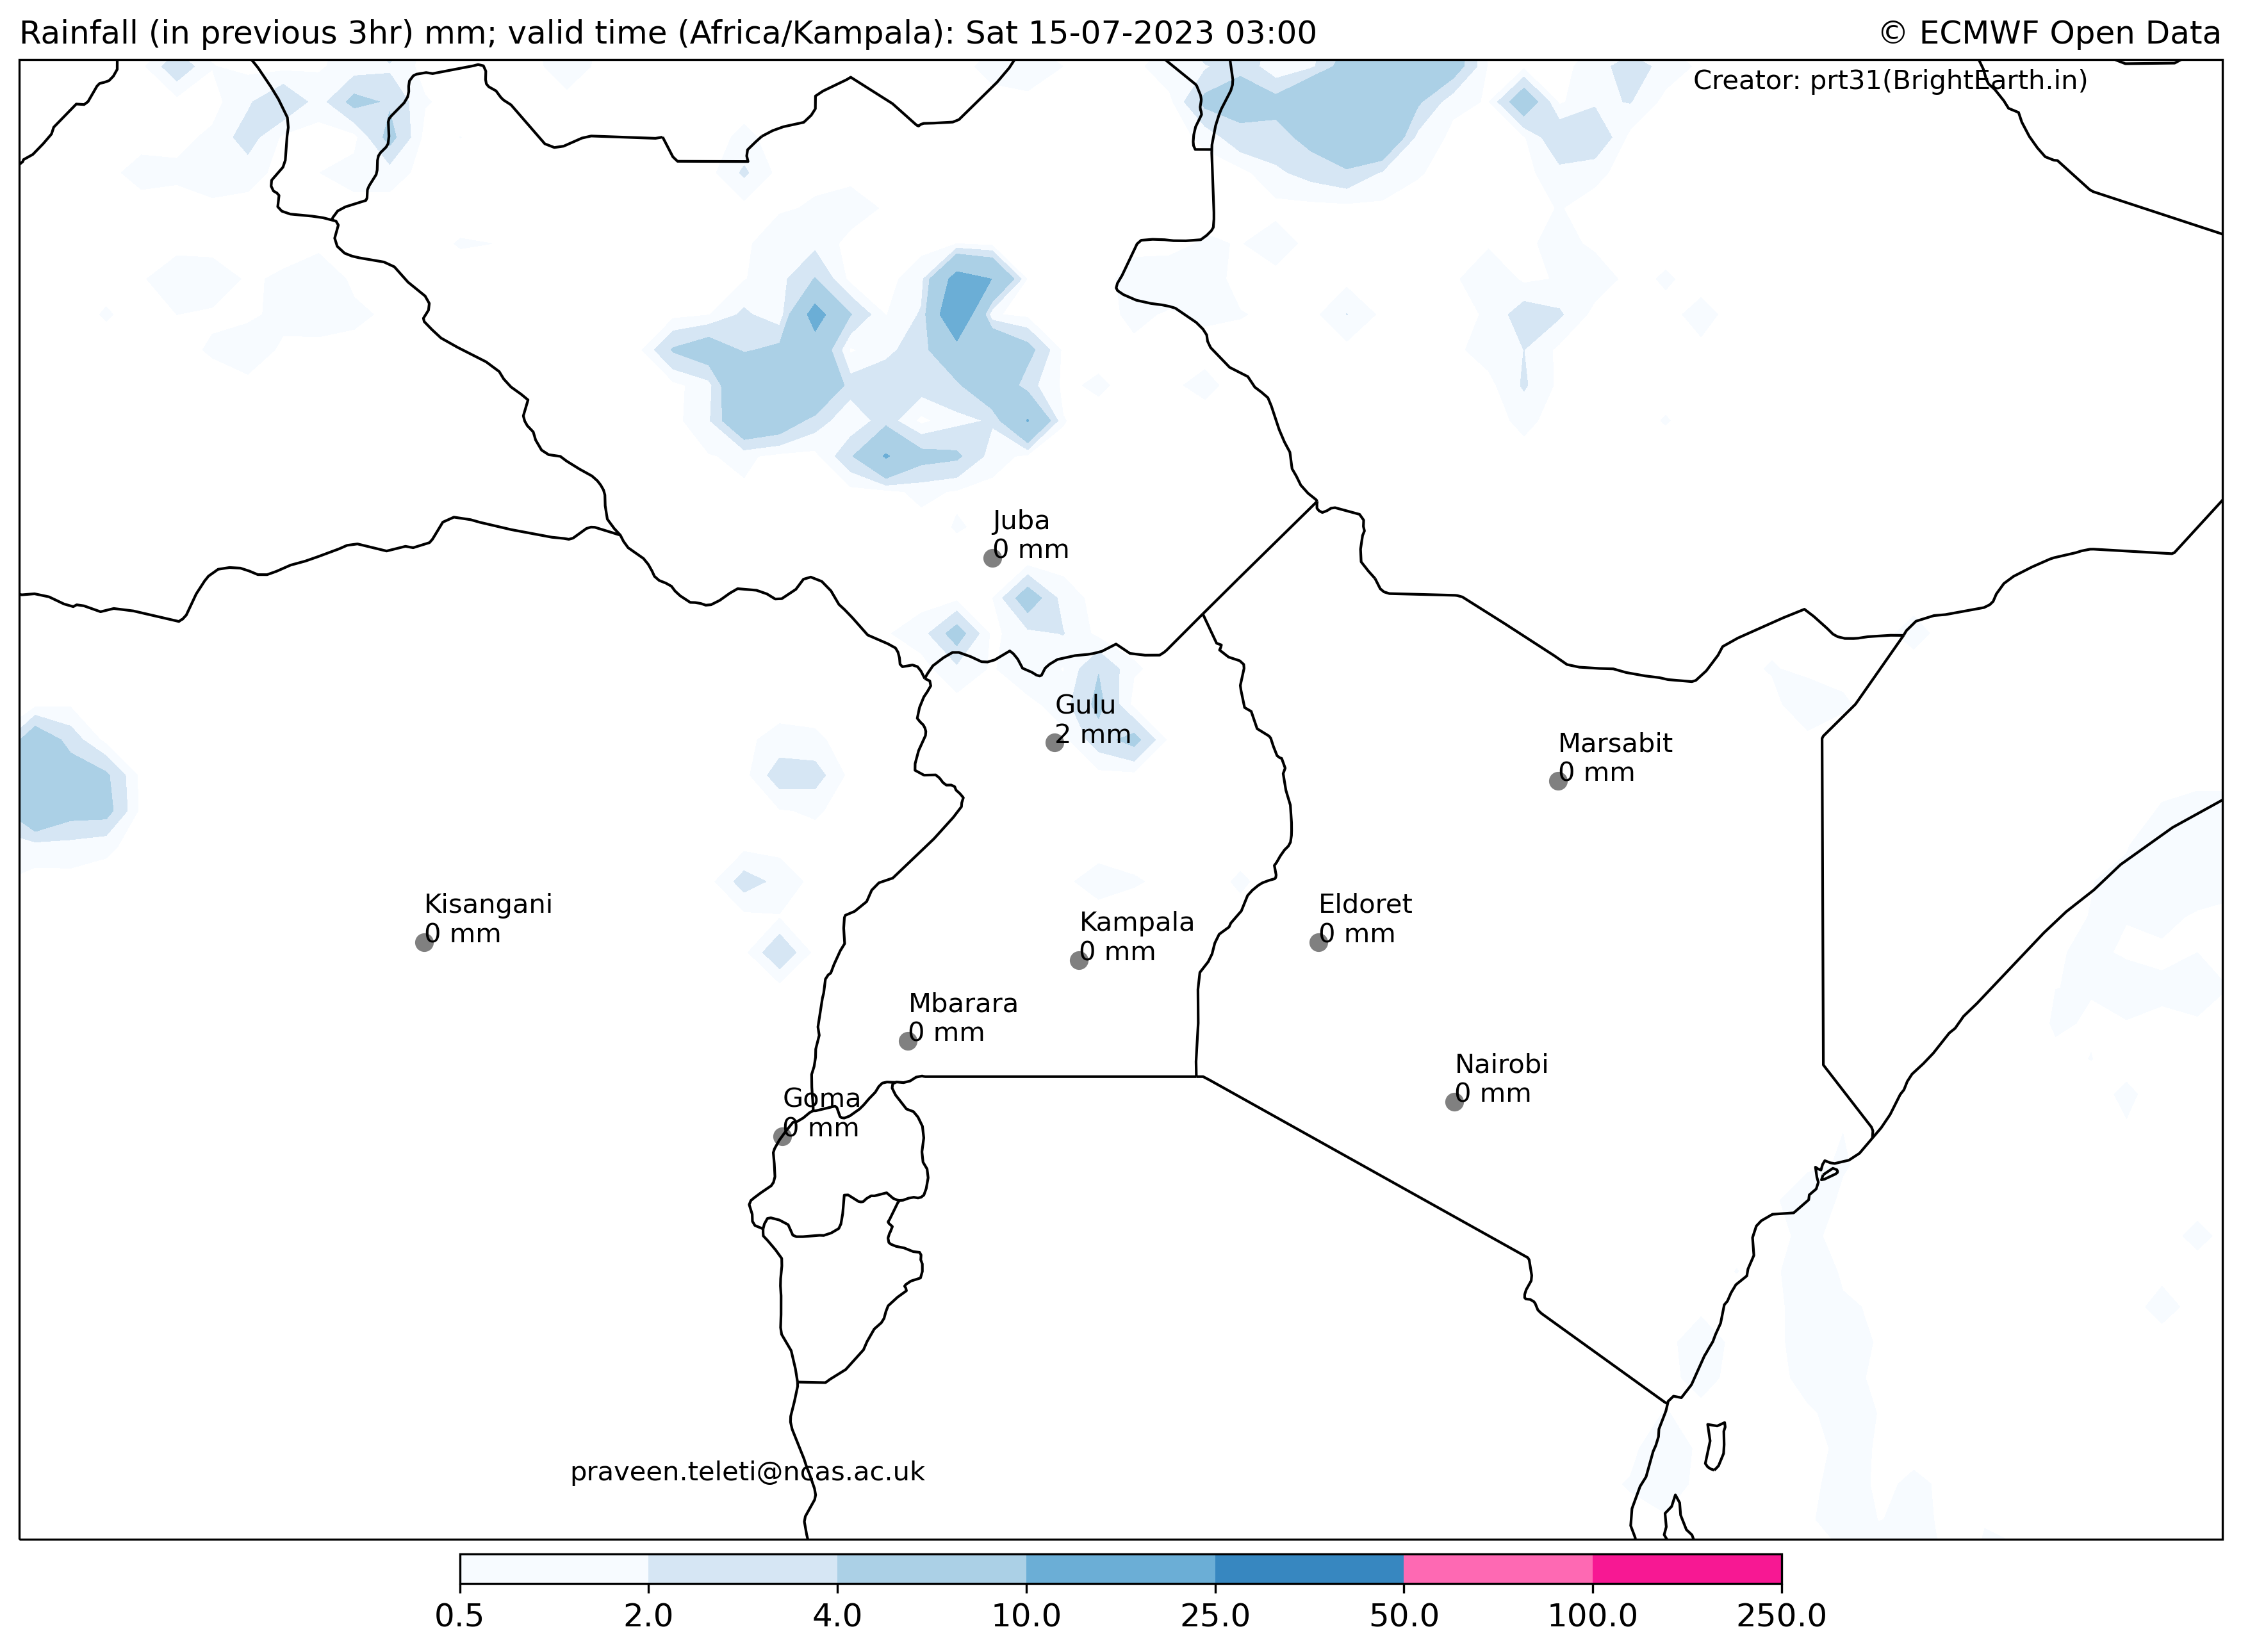 Rainfall (in previous 3hr) mm; valid time (Africa/Kampala): Sat 15-07-2023 03:00
© ECMWF Open Data
Creator: prt31(BrightEarth.in)
Juba
0 mm
Gulu
2 mm
Marsabit
0 mm
Kisangani
0 mm
Eldoret
0 mm
Kampala
0 mm
Mbarara
0 mm
Nairobi
0 mm
Goma
0 mm
praveen.teleti@ncas.ac.uk
0.5 2.0 4.0 10.0 25.0 50.0 100.0 250.0